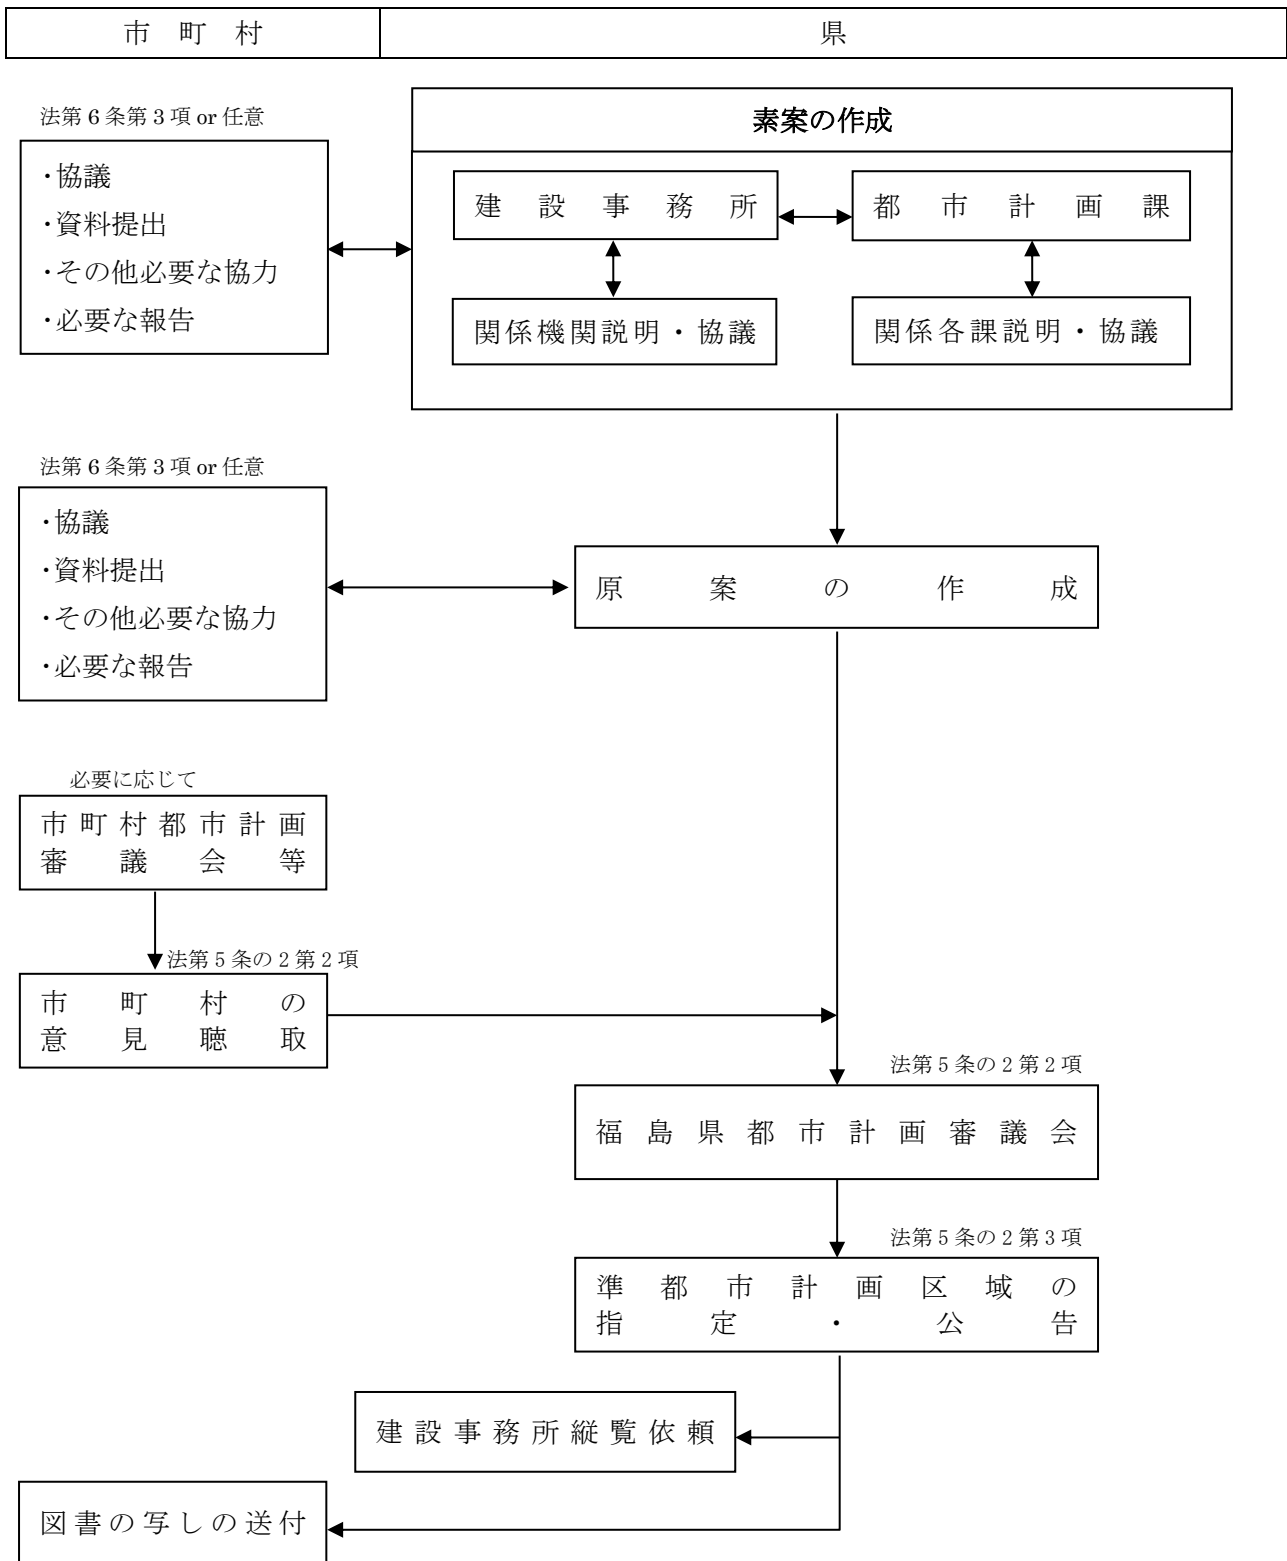 市町村
県
法第6条第3項 or 任意
・協議
・資料提出
・その他必要な協力
・必要な報告
素案の作成
建設事務所
都市計画課
関係機関説明・協議
関係各課説明・協議
法第6条第3項 or 任意
・協議
・資料提出
・その他必要な協力
・必要な報告
原案の作成
必要に応じて
市町村都市計画
審議会等
法第5条の2第2項
市町村の
意見聴取
法第5条の2第2項
福島県都市計画審議会
法第5条の2第3項
準都市計画区域の
指定・公告
建設事務所縦覧依頼
図書の写しの送付